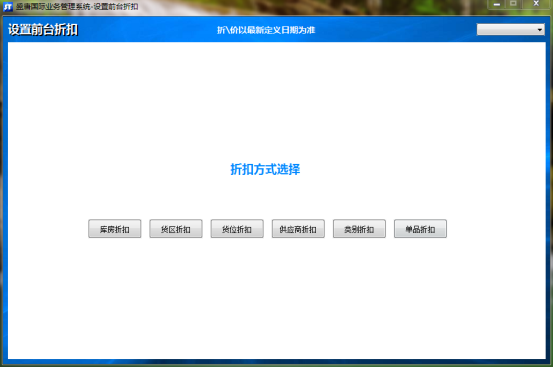 盛唐国际业务管理系统-设置前台折扣
设置前台折扣
折\价以最新定义日期为准
折扣方式选择
库房折扣
货区折扣
货位折扣
供应商折扣
类别折扣
单品折扣